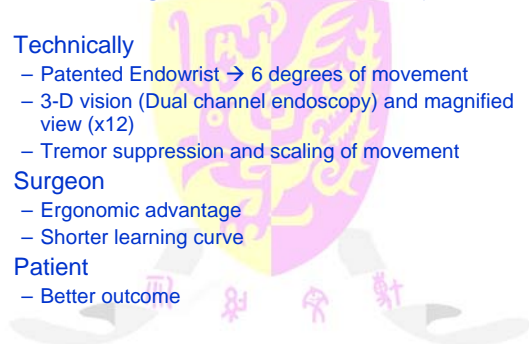 Technically
– Patented Endowrist → 6 degrees of movement
– 3-D vision (Dual channel endoscopy) and magnified
view (x12)
– Tremor suppression and scaling of movement
Surgeon
– Ergonomic advantage
– Shorter learning curve
Patient
– Better outcome